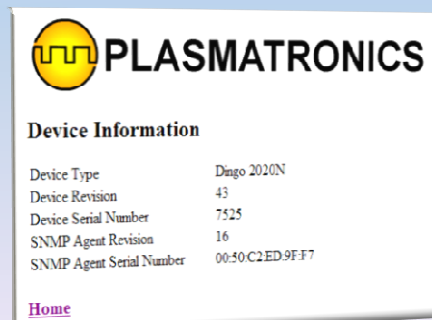 PLASMATRONICS
Device Information
Device Type Dingo 2020N
Device Revision 43
Device Serial Number 7525
SNMP Agent Revision 16
SNMP Agent Serial Number 00:50:C2:ED:9F:F7
Home